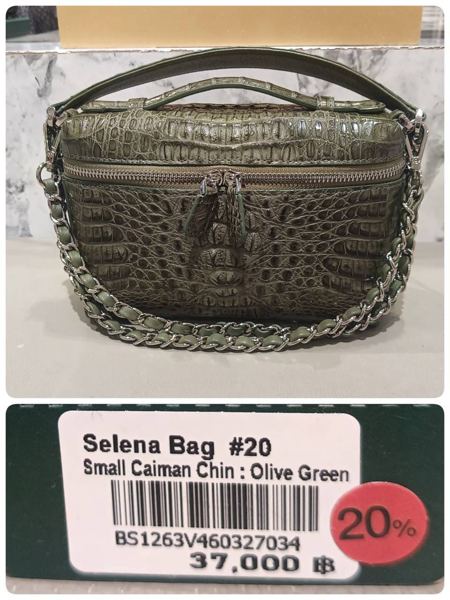 Selena Bag #20
Small Caiman Chin : Olive Green
BS1263V460327034
37,000 ฿
20%